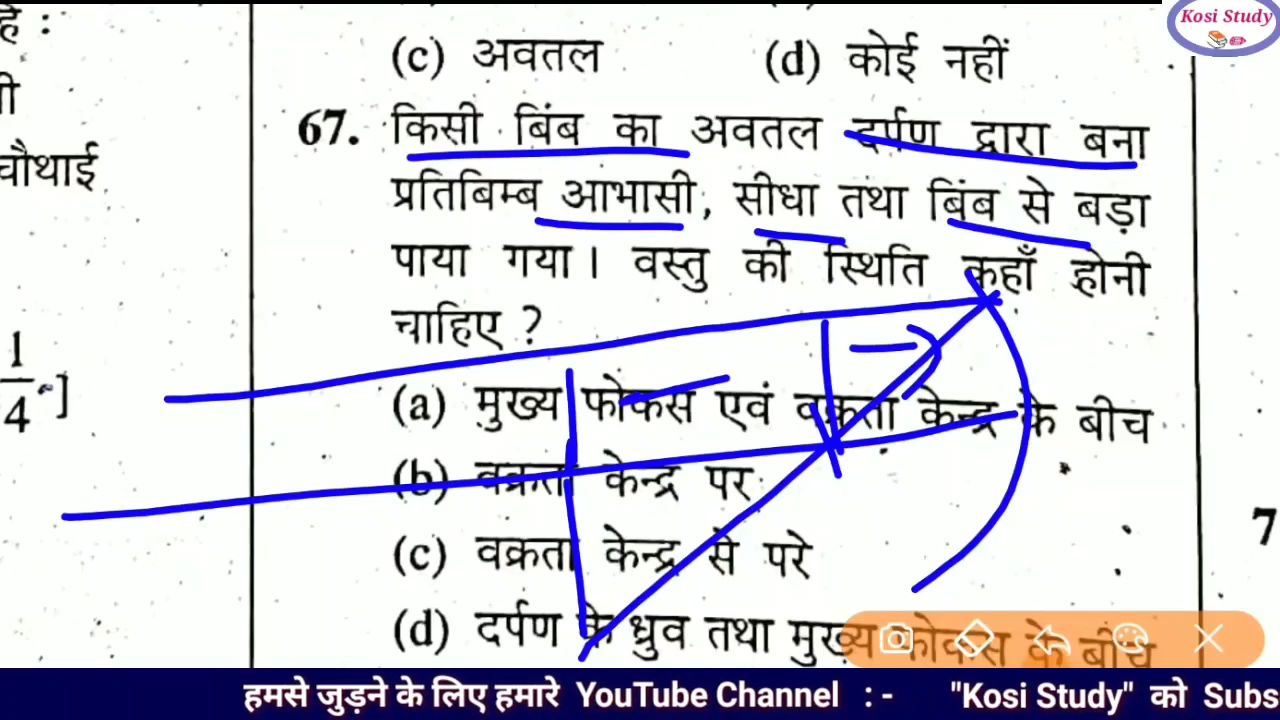 Kosi Study
है :
(c) अवतल (d) कोई नहीं
ी
चौथाई
67. किसी बिंब का अवतल दर्पण द्वारा बना
प्रतिबिम्ब आभासी, सीधा तथा बिंब से बड़ा
पाया गया। वस्तु की स्थिति कहाँ होनी
चाहिए ?
1/4 ]
(a) मुख्य फोकस एवं वक्रता केन्द्र के बीच
(b) वक्रता केन्द्र पर
(c) वक्रता केन्द्र से परे
7
(d) दर्पण के ध्रुव तथा मुख्य फोकस के बीच
हमसे जुड़ने के लिए हमारे YouTube Channel : - "Kosi Study" को Subs